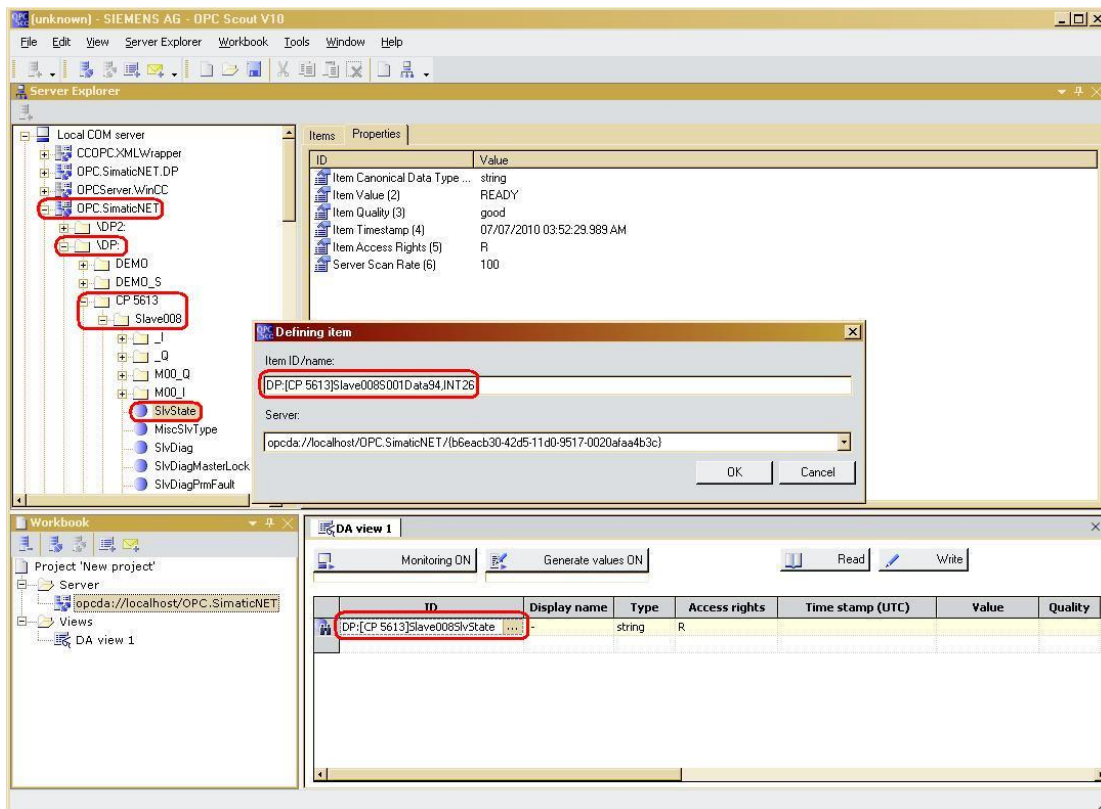 (unknown) - SIEMENS AG - OPC Scout V10
File Edit View Server Explorer Workbook Tools Window Help
Server Explorer
Local COM server
CCOPC.XMLWrapper
OPC.SimaticNET.DP
OPCServer.WinCC
OPC.SimaticNET
\DP2:
\DP:
DEMO
DEMO_S
CP 5613
Slave008
_I
_Q
M00_Q
M00_I
SlvState
MiscSlvType
SlvDiag
SlvDiagMasterLock
SlvDiagPrmFault
Items Properties
ID Value
Item Canonical Data Type ... string
Item Value (2) READY
Item Quality (3) good
Item Timestamp (4) 07/07/2010 03:52:29.989 AM
Item Access Rights (5) R
Server Scan Rate (6) 100
Defining item
Item ID/name:
DP:[CP 5613]Slave008S001Data94,INT26
Server:
opcda://localhost/OPC.SimaticNET/{b6eacb30-42d5-11d0-9517-0020afaa4b3c}
OK Cancel
Workbook
Project 'New project'
Server
opcda://localhost/OPC.SimaticNET
Views
DA view 1
DA view 1
Monitoring ON Generate values ON Read Write
ID Display name Type Access rights Time stamp (UTC) Value Quality
DP:[CP 5613]Slave008SlvState ... - string R